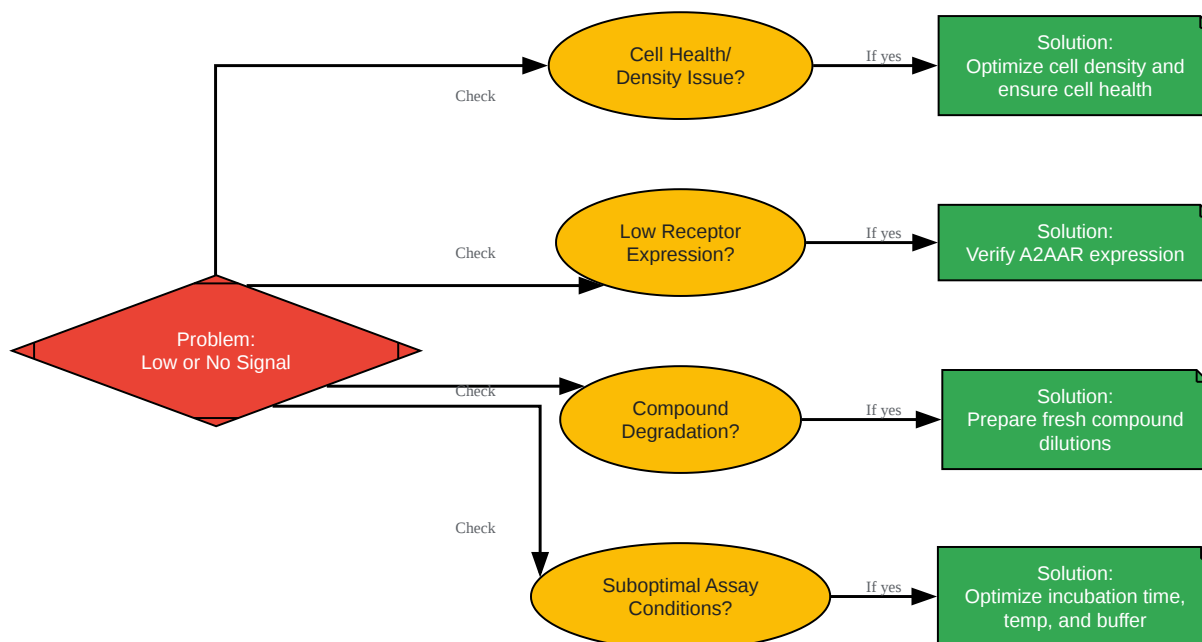 Cell Health/
Density Issue?
If yes
Solution:
Optimize cell density and
ensure cell health
Check
Low Receptor
Expression?
If yes
Solution:
Verify A2AAR expression
Check
Problem:
Low or No Signal
Check
Compound
Degradation?
If yes
Solution:
Prepare fresh compound
dilutions
Check
Suboptimal Assay
Conditions?
If yes
Solution:
Optimize incubation time,
temp, and buffer